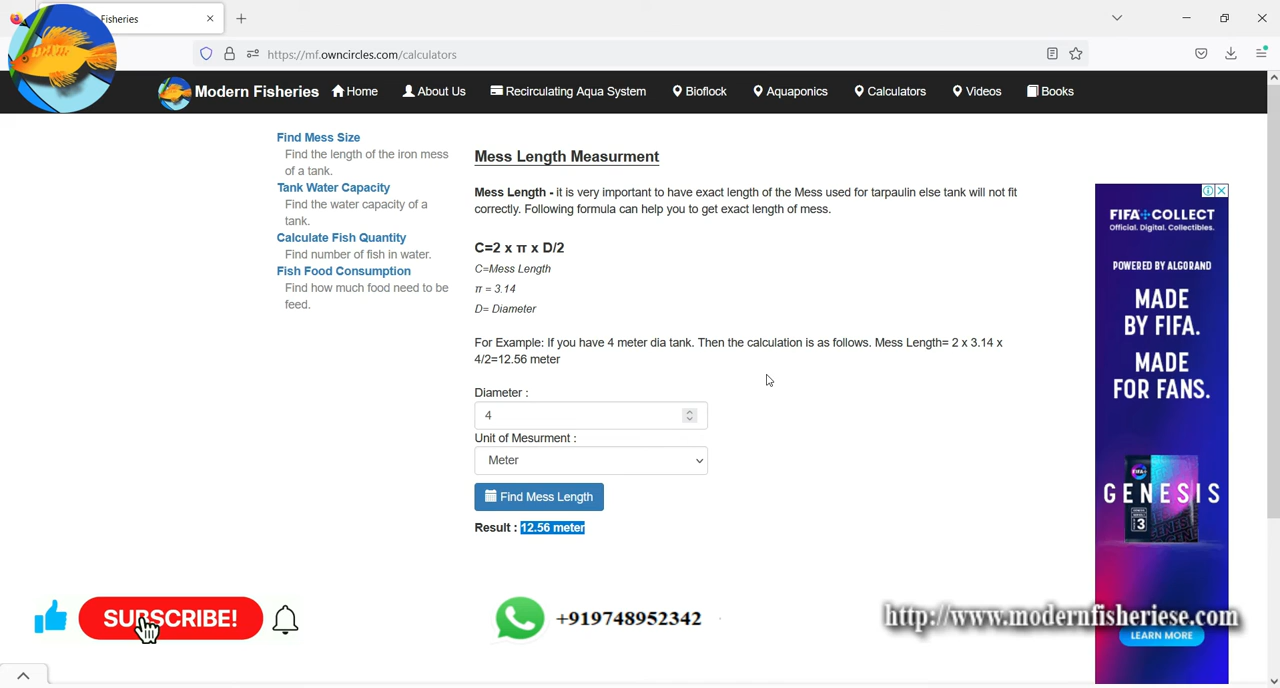 Fisheries
https://mf.owncircles.com/calculators
Modern Fisheries Home About Us Recirculating Aqua System Bioflock Aquaponics Calculators Videos Books
Find Mess Size
Find the length of the iron mess
of a tank.
Tank Water Capacity
Find the water capacity of a
tank.
Calculate Fish Quantity
Find number of fish in water.
Fish Food Consumption
Find how much food need to be
feed.
Mess Length Measurment
Mess Length - it is very important to have exact length of the Mess used for tarpaulin else tank will not fit
correctly. Following formula can help you to get exact length of mess.
C=2 x π x D/2
C=Mess Length
π = 3.14
D= Diameter
For Example: If you have 4 meter dia tank. Then the calculation is as follows. Mess Length= 2 x 3.14 x
4/2=12.56 meter
Diameter :
4
Unit of Mesurment :
Meter
Find Mess Length
Result : 12.56 meter
FIFA+COLLECT
Official. Digital. Collectibles.
POWERED BY ALGORAND
MADE
BY FIFA.
MADE
FOR FANS.
GENESIS
3
LEARN MORE
SUBSCRIBE!
+919748952342
http://www.modernfisheriese.com